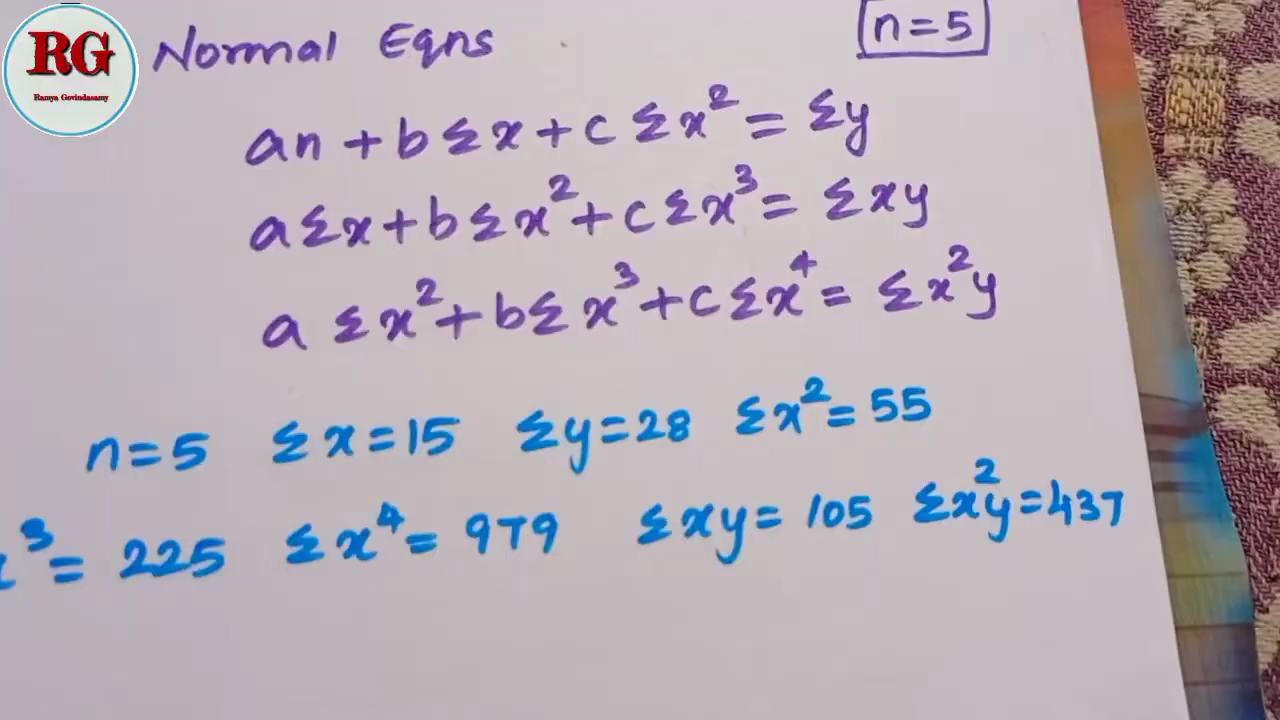 RG
Ramya Govindasamy
Normal Eqns
n=5
an + bΣx + cΣx² = Σy
aΣx + bΣx² + cΣx³ = Σxy
aΣx² + bΣx³ + cΣx⁴ = Σx²y
n=5 Σx=15 Σy=28 Σx²=55
x³ = 225 Σx⁴= 979 Σxy= 105 Σx²y=437